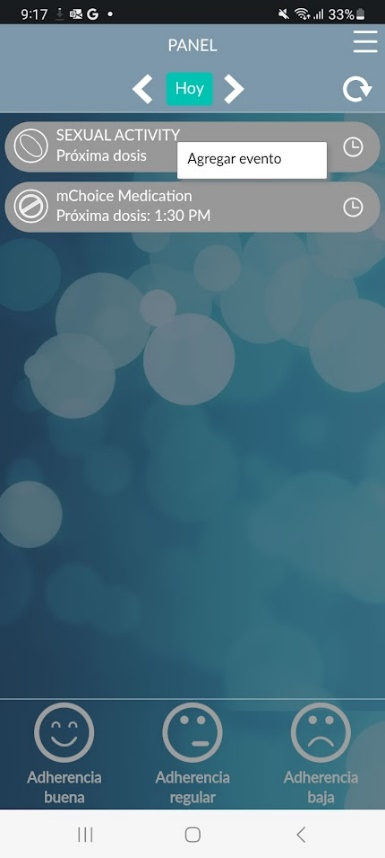 9:17 G 33%
PANEL
Hoy
SEXUAL ACTIVITY
Próxima dosis
Agregar evento
mChoice Medication
Próxima dosis: 1:30 PM
Adherencia buena
Adherencia regular
Adherencia baja